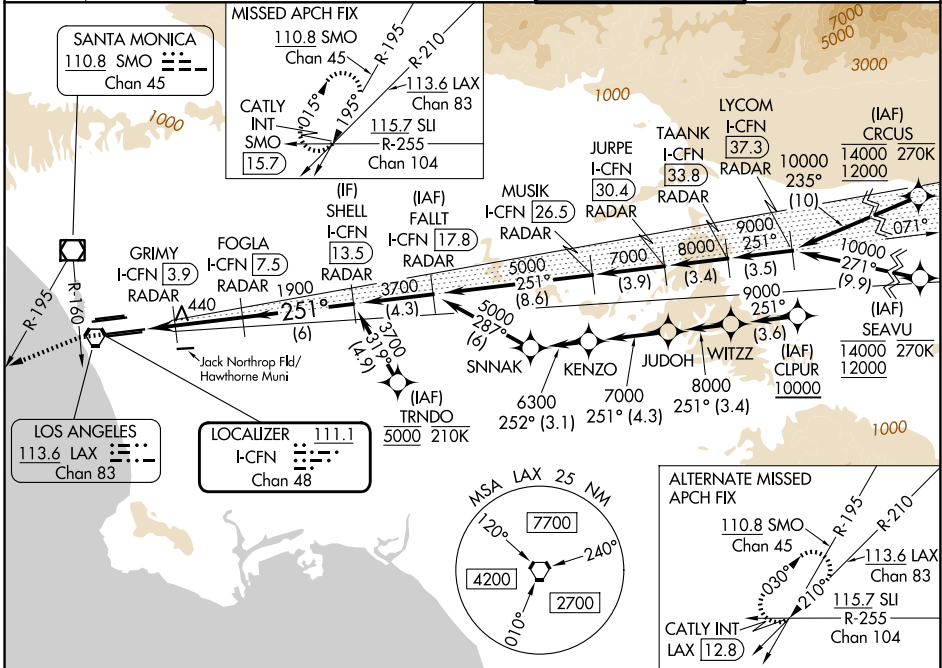 SANTA MONICA
110.8 SMO
Chan 45
MISSED APCH FIX
110.8 SMO
Chan 45
R-195
R-210
113.6 LAX
Chan 83
CATLY
INT
SMO
15.7
015°
195°
115.7 SLI
R-255
Chan 104
7000
5000
3000
1000
1000
LYCOM
I-CFN
37.3
RADAR
TAANK
I-CFN
33.8
RADAR
JURPE
I-CFN
30.4
RADAR
MUSIK
I-CFN 26.5
RADAR
(IAF)
FALLT
I-CFN 17.8
(IF)
SHELL
I-CFN
13.5
RADAR
FOGLA
I-CFN 7.5
RADAR
GRIMY
I-CFN 3.9
RADAR
(IAF)
CRCUS
14000 270K
12000
10000
235°
(10)
071°
10000
271°
(9.9)
(IAF)
SEAVU
14000 270K
12000
9000
251°
(3.5)
8000
(3.4)
7000
(3.9)
5000
251°
(8.6)
3700
(4.3)
1900
251°
(6)
440
Jack Northrop Fld/
Hawthorne Muni
R-195
R-160
9000
251°
(3.6)
(IAF)
CLPUR
10000
WITZZ
8000
251° (3.4)
JUDOH
7000
251° (4.3)
KENZO
6300
252° (3.1)
SNNAK
5000
287°
(6)
3700
319°
(4.9)
(IAF)
TRNDO
5000 210K
LOS ANGELES
113.6 LAX
Chan 83
LOCALIZER 111.1
I-CFN
Chan 48
1000
MSA LAX 25 NM
120°
7700
240°
4200
2700
010°
ALTERNATE MISSED
APCH FIX
110.8 SMO
Chan 45
R-195
R-210
113.6 LAX
Chan 83
030°
210°
115.7 SLI
R-255
Chan 104
CATLY INT
LAX 12.8